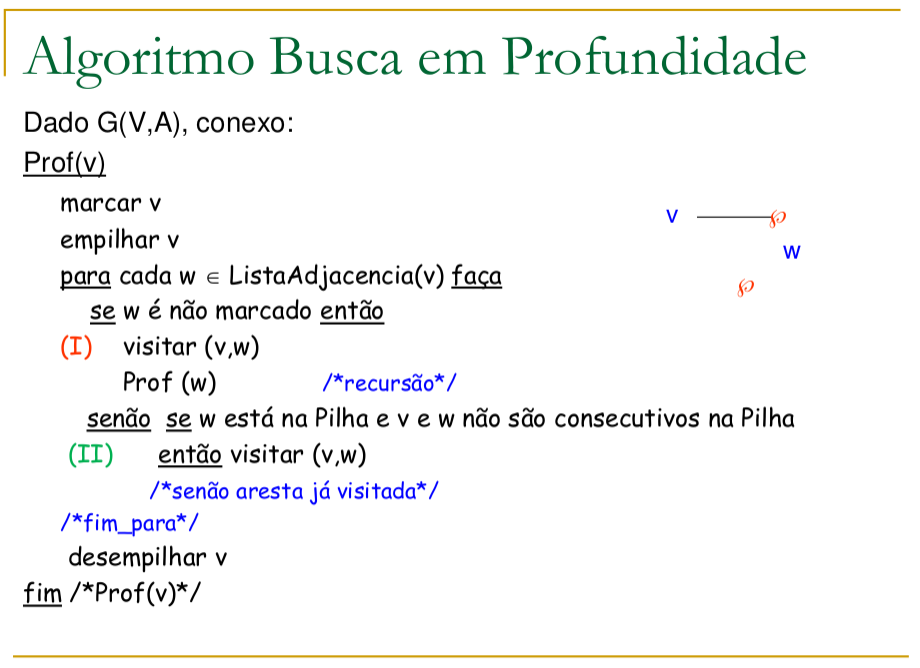 Algoritmo Busca em Profundidade
Dado G(V,A), conexo:
Prof(v)
marcar v
empilhar v
para cada w ∈ ListaAdjacencia(v) faça
se w é não marcado então
(I) visitar (v,w)
Prof (w) /*recursão*/
senão se w está na Pilha e v e w não são consecutivos na Pilha
(II) então visitar (v,w)
/*senão aresta já visitada*/
/*fim_para*/
desempilhar v
fim /*Prof(v)*/
v ℘
w
℘